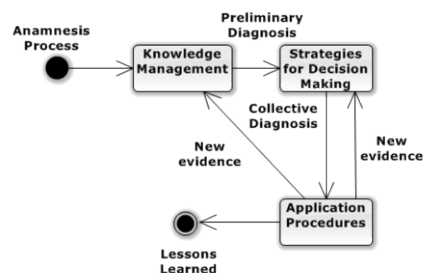 Preliminary
Diagnosis
Anamnesis
Process
Knowledge
Management
Strategies
for Decision
Making
Collective
Diagnosis
New
evidence
New
evidence
Application
Procedures
Lessons
Learned